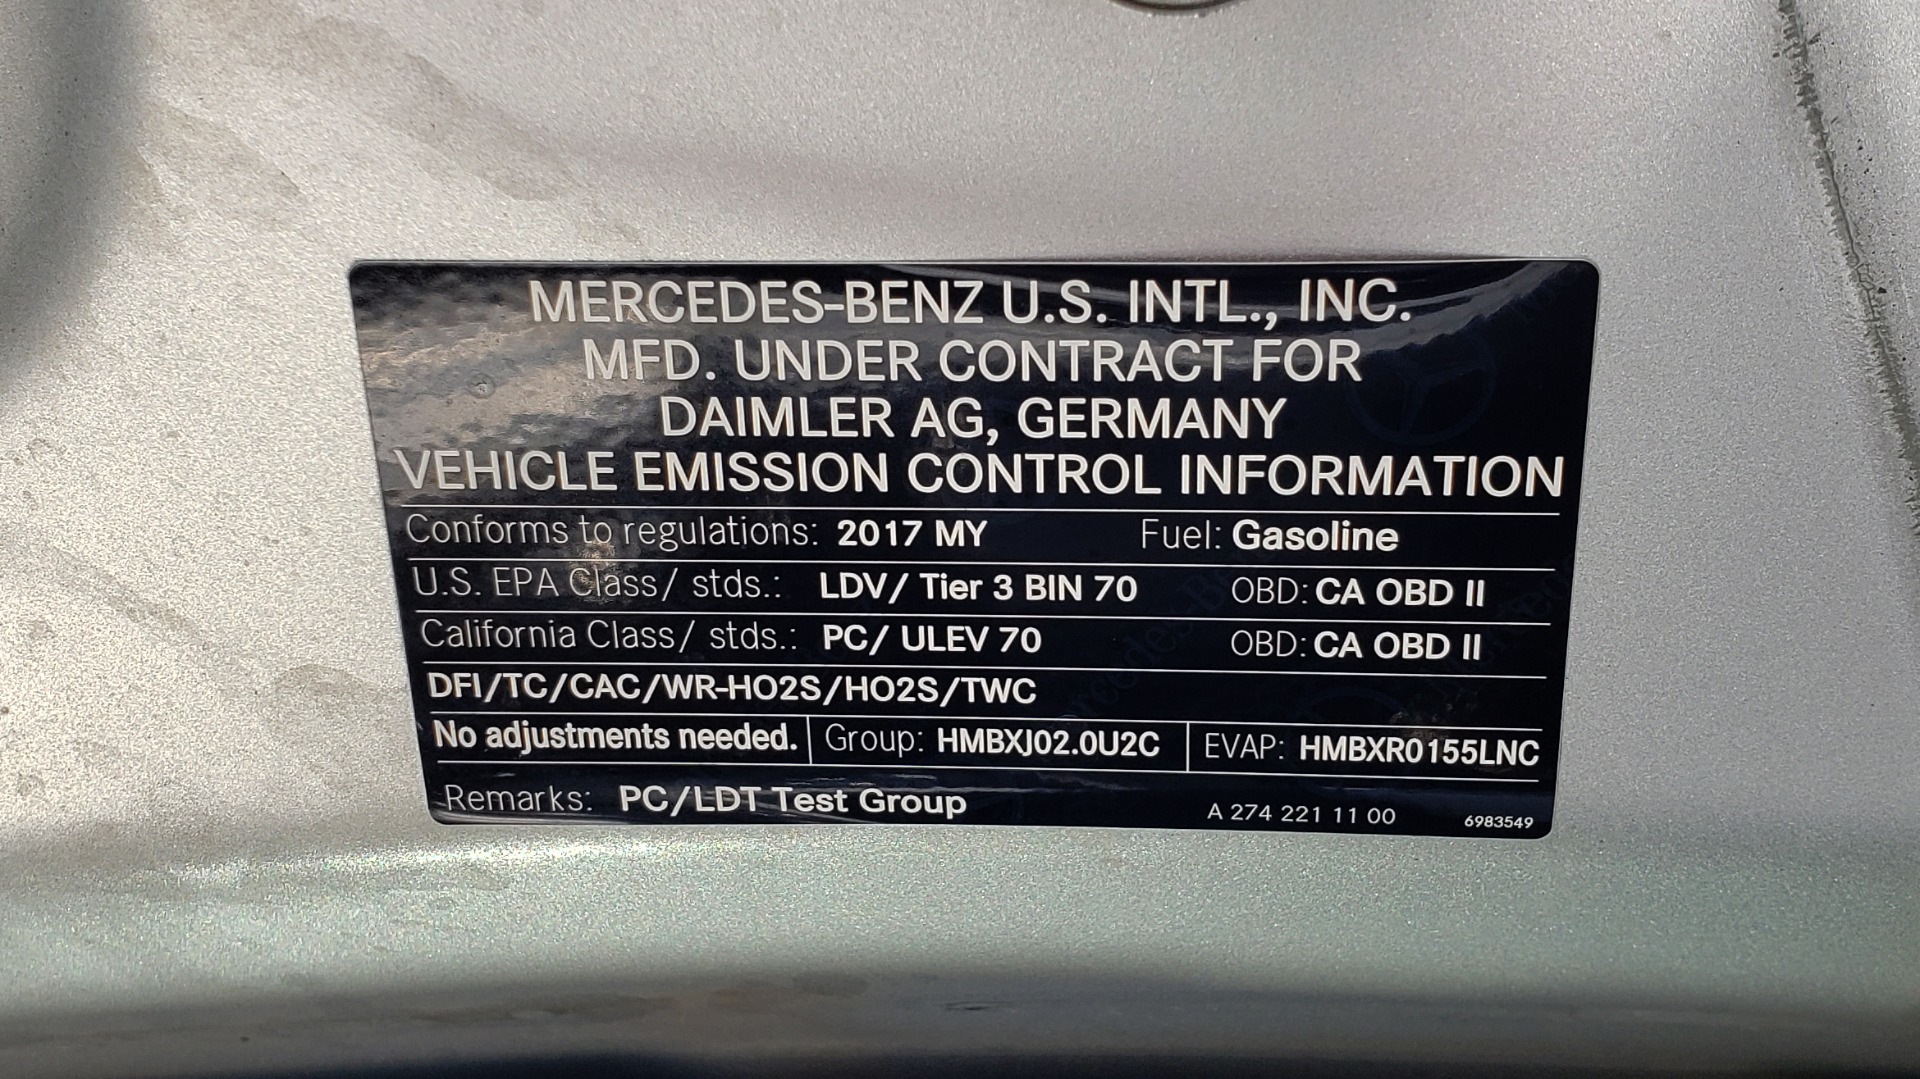 MERCEDES-BENZ U.S. INTL., INC.
MFD. UNDER CONTRACT FOR
DAIMLER AG, GERMANY
VEHICLE EMISSION CONTROL INFORMATION
Conforms to regulations: 2017 MY Fuel: Gasoline
U.S. EPA Class/ stds.: LDV/ Tier 3 BIN 70 OBD: CA OBD II
California Class/ stds.: PC/ ULEV 70 OBD: CA OBD II
DFI/TC/CAC/WR-HO2S/HO2S/TWC
No adjustments needed. Group: HMBXJ02.0U2C EVAP: HMBXR0155LNC
Remarks: PC/LDT Test Group A 274 221 11 00 6983549